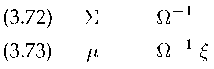 (3.72) Σ Ω⁻¹
(3.73) μ Ω⁻¹ ξ